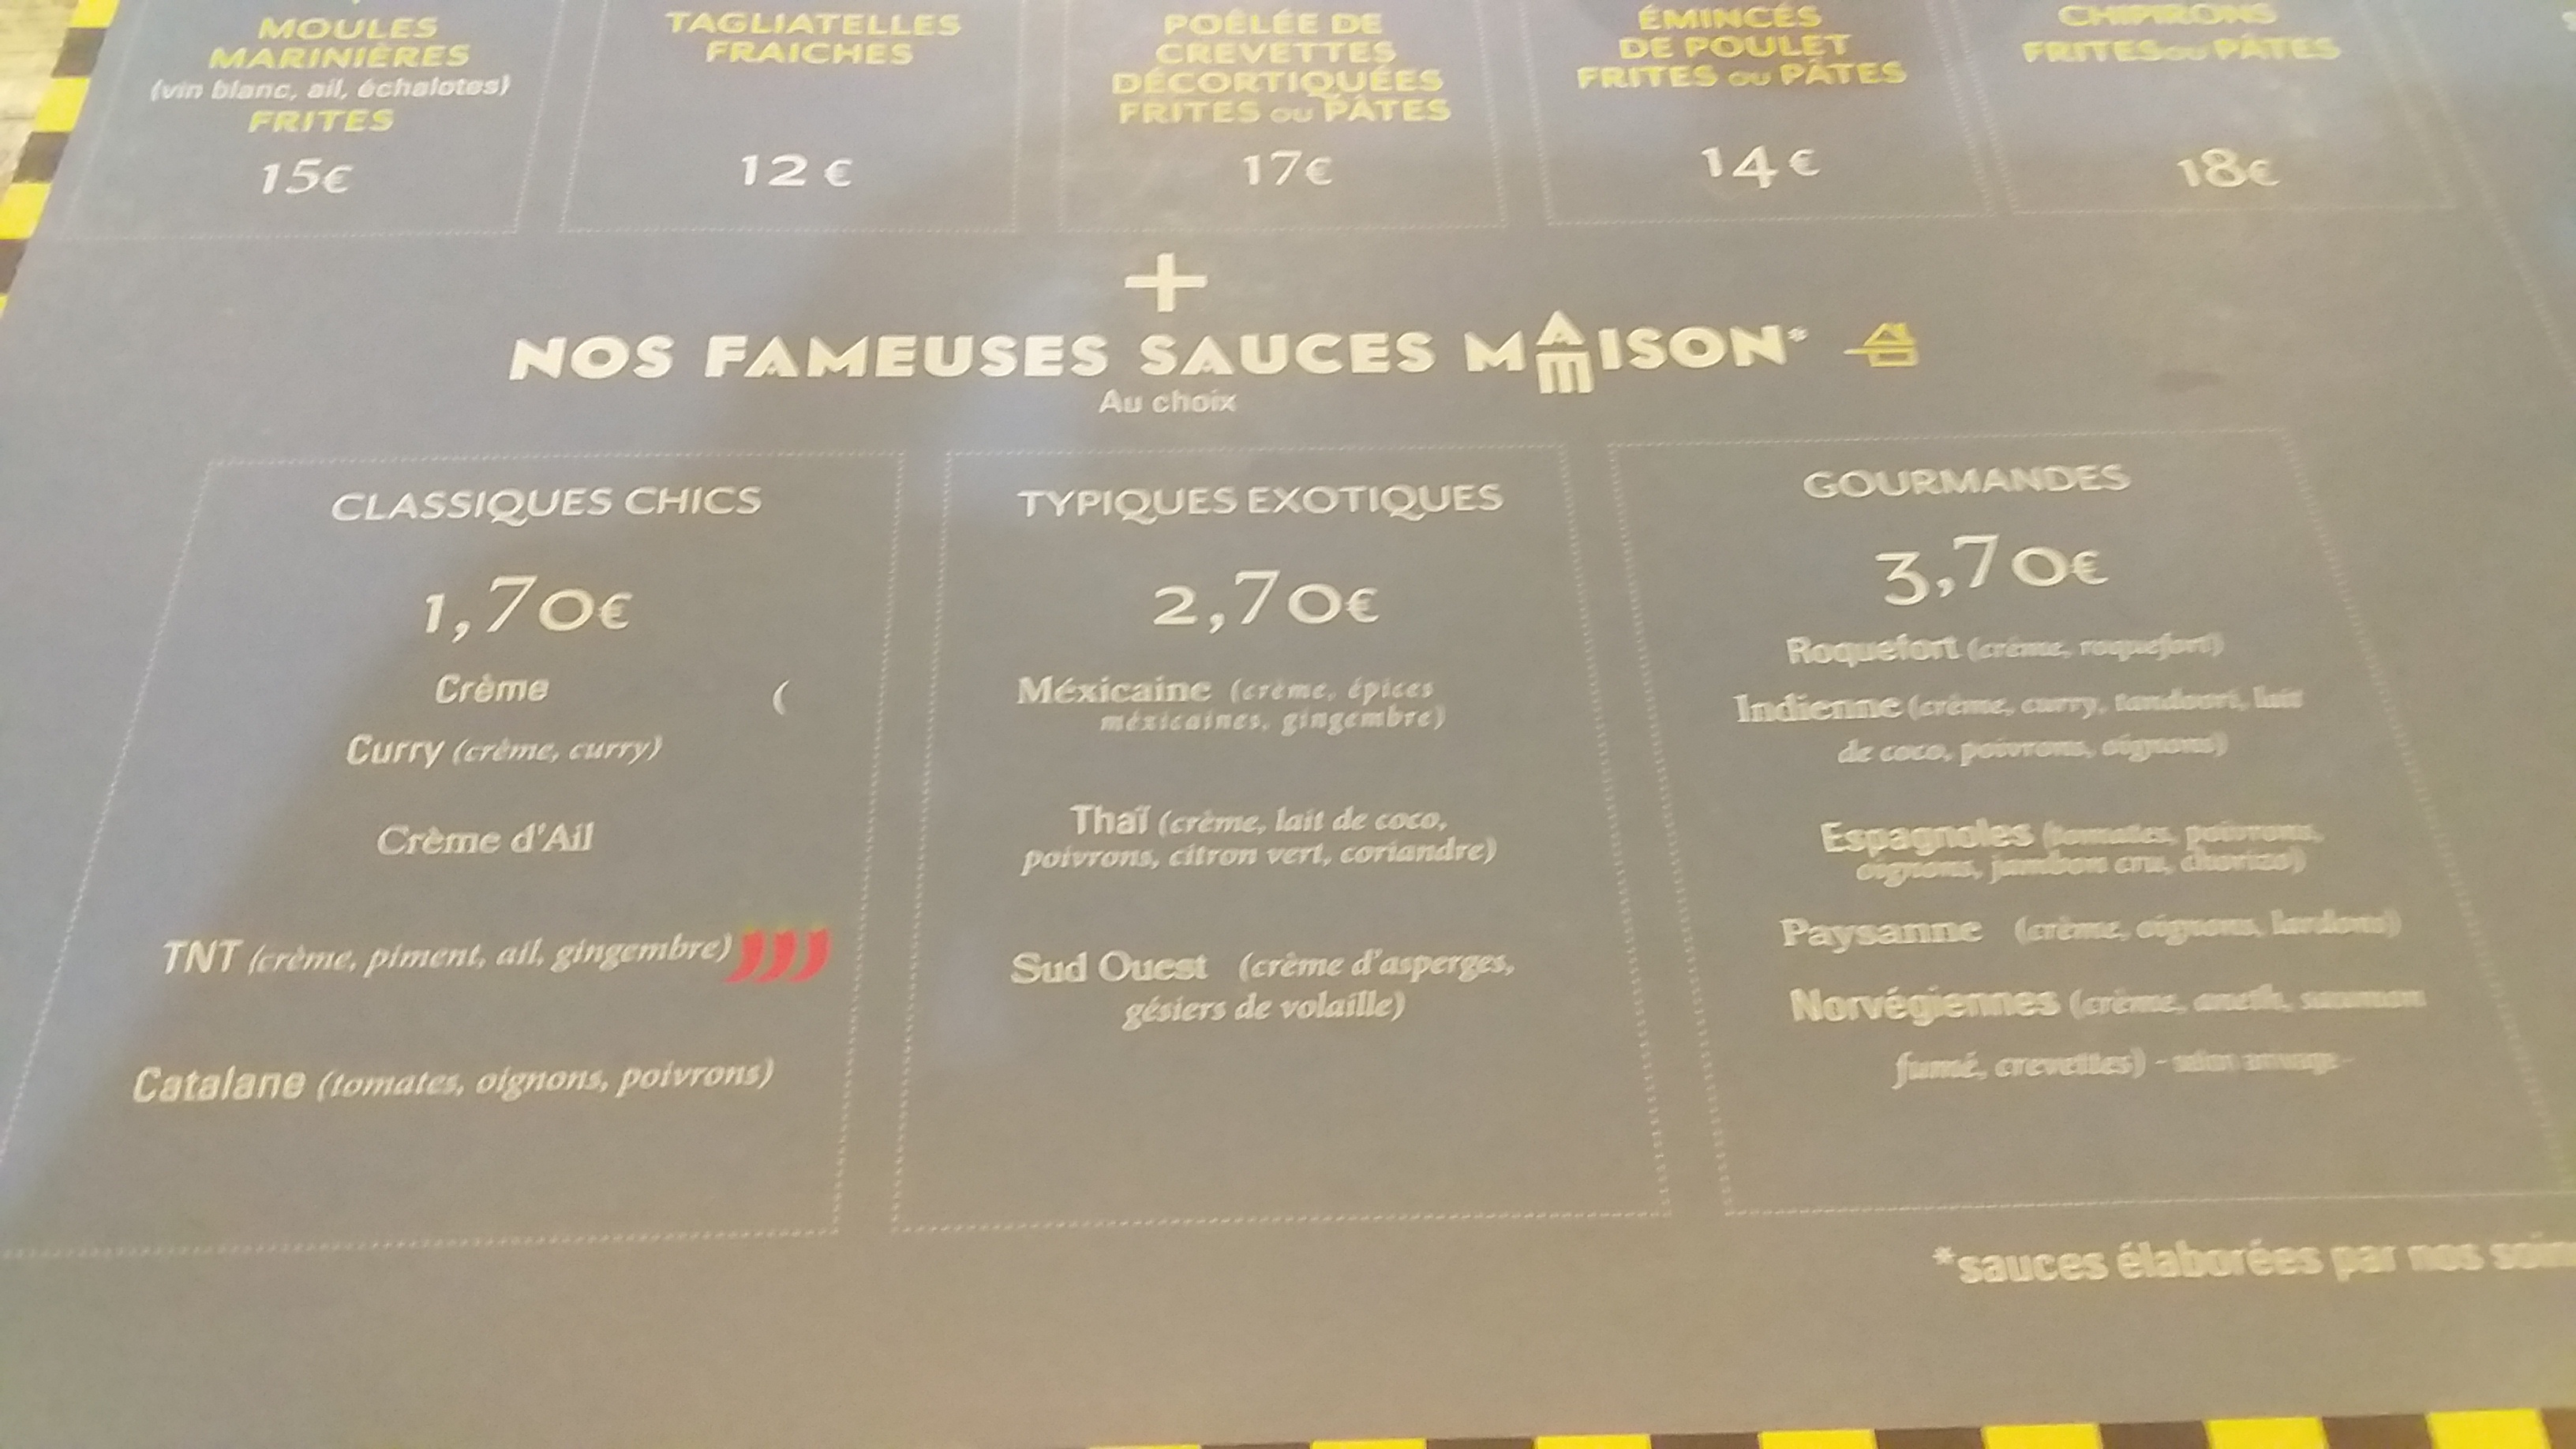 MOULES
MARINIÈRES
(vin blanc, ail, échalotes)
FRITES
15€
TAGLIATELLES
FRAICHES
12 €
POÊLÉE DE
CREVETTES
DÉCORTIQUÉES
FRITES ou PÂTES
17€
ÉMINCÉS
DE POULET
FRITES ou PÂTES
14 €
CHIPIRONS
FRITES ou PÂTES
18€
+
NOS FAMEUSES SAUCES MAISON*
Au choix
CLASSIQUES CHICS
1,70€
Crème (
Curry (crème, curry)
Crème d'Ail
TNT (crème, piment, ail, gingembre)
Catalane (tomates, oignons, poivrons)
TYPIQUES EXOTIQUES
2,70€
Méxicaine (crème, épices
méxicaines, gingembre)
Thaï (crème, lait de coco,
poivrons, citron vert, coriandre)
Sud Ouest (crème d'asperges,
gésiers de volaille)
GOURMANDES
3,70€
Roquefort (crème, roquefort)
Indienne (crème, curry, tandoori, lait
de coco, poivrons, oignons)
Espagnoles (tomates, poivrons,
oignons, jambon cru, chorizo)
Paysanne (crème, oignons, lardons)
Norvégiennes (crème, aneth, saumon
fumé, crevettes) - selon
*sauces élaborées par nos